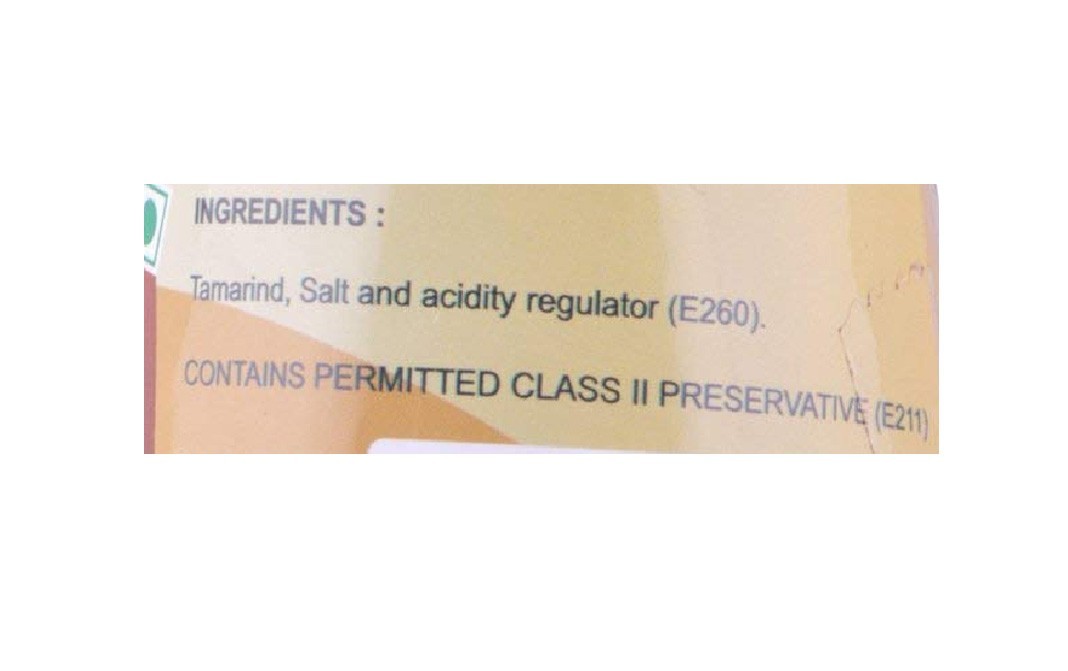 INGREDIENTS :
Tamarind, Salt and acidity regulator (E260).
CONTAINS PERMITTED CLASS II PRESERVATIVE (E211)